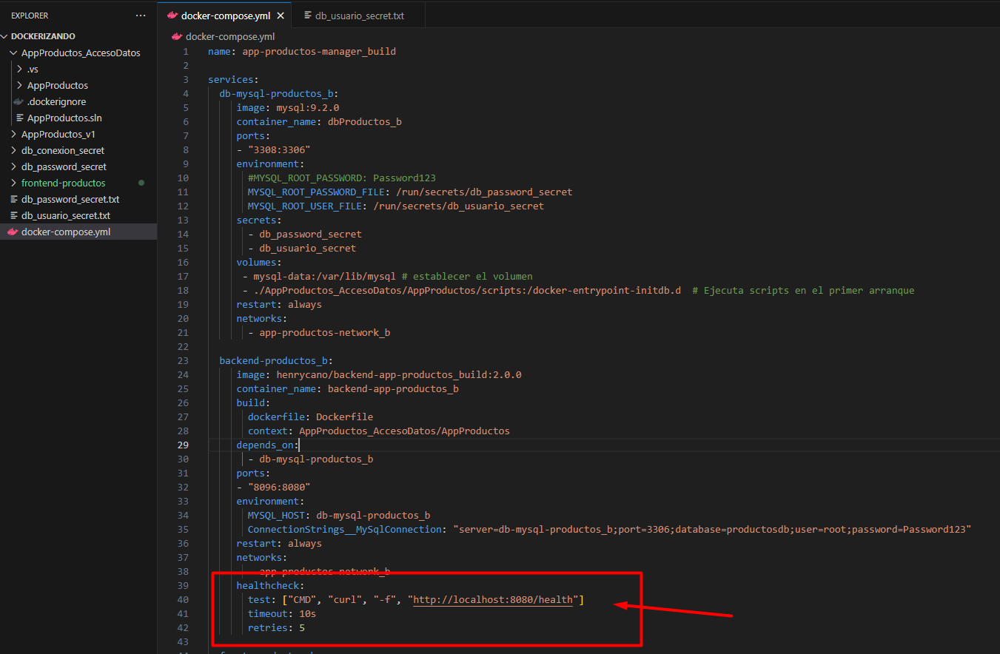 EXPLORER
...
docker-compose.yml
db_usuario_secret.txt
DOCKERIZANDO
AppProductos_AccesoDatos
.vs
AppProductos
.dockerignore
AppProductos.sln
AppProductos_v1
db_conexion_secret
db_password_secret
frontend-productos
db_password_secret.txt
db_usuario_secret.txt
docker-compose.yml
docker-compose.yml
1 name: app-productos-manager_build
2
3 services:
4 db-mysql-productos_b:
5 image: mysql:9.2.0
6 container_name: dbProductos_b
7 ports:
8 - "3308:3306"
9 environment:
10 #MYSQL_ROOT_PASSWORD: Password123
11 MYSQL_ROOT_PASSWORD_FILE: /run/secrets/db_password_secret
12 MYSQL_ROOT_USER_FILE: /run/secrets/db_usuario_secret
13 secrets:
14 - db_password_secret
15 - db_usuario_secret
16 volumes:
17 - mysql-data:/var/lib/mysql # establecer el volumen
18 - ./AppProductos_AccesoDatos/AppProductos/scripts:/docker-entrypoint-initdb.d # Ejecuta scripts en el primer arranque
19 restart: always
20 networks:
21 - app-productos-network_b
22
23 backend-productos_b:
24 image: henrycano/backend-app-productos_build:2.0.0
25 container_name: backend-app-productos_b
26 build:
27 dockerfile: Dockerfile
28 context: AppProductos_AccesoDatos/AppProductos
29 depends_on:
30 - db-mysql-productos_b
31 ports:
32 - "8096:8080"
33 environment:
34 MYSQL_HOST: db-mysql-productos_b
35 ConnectionStrings__MySqlConnection: "server=db-mysql-productos_b;port=3306;database=productosdb;user=root;password=Password123"
36 restart: always
37 networks:
38 - app-productos-network_b
39 healthcheck:
40 test: ["CMD", "curl", "-f", "http://localhost:8080/health"]
41 timeout: 10s
42 retries: 5
43